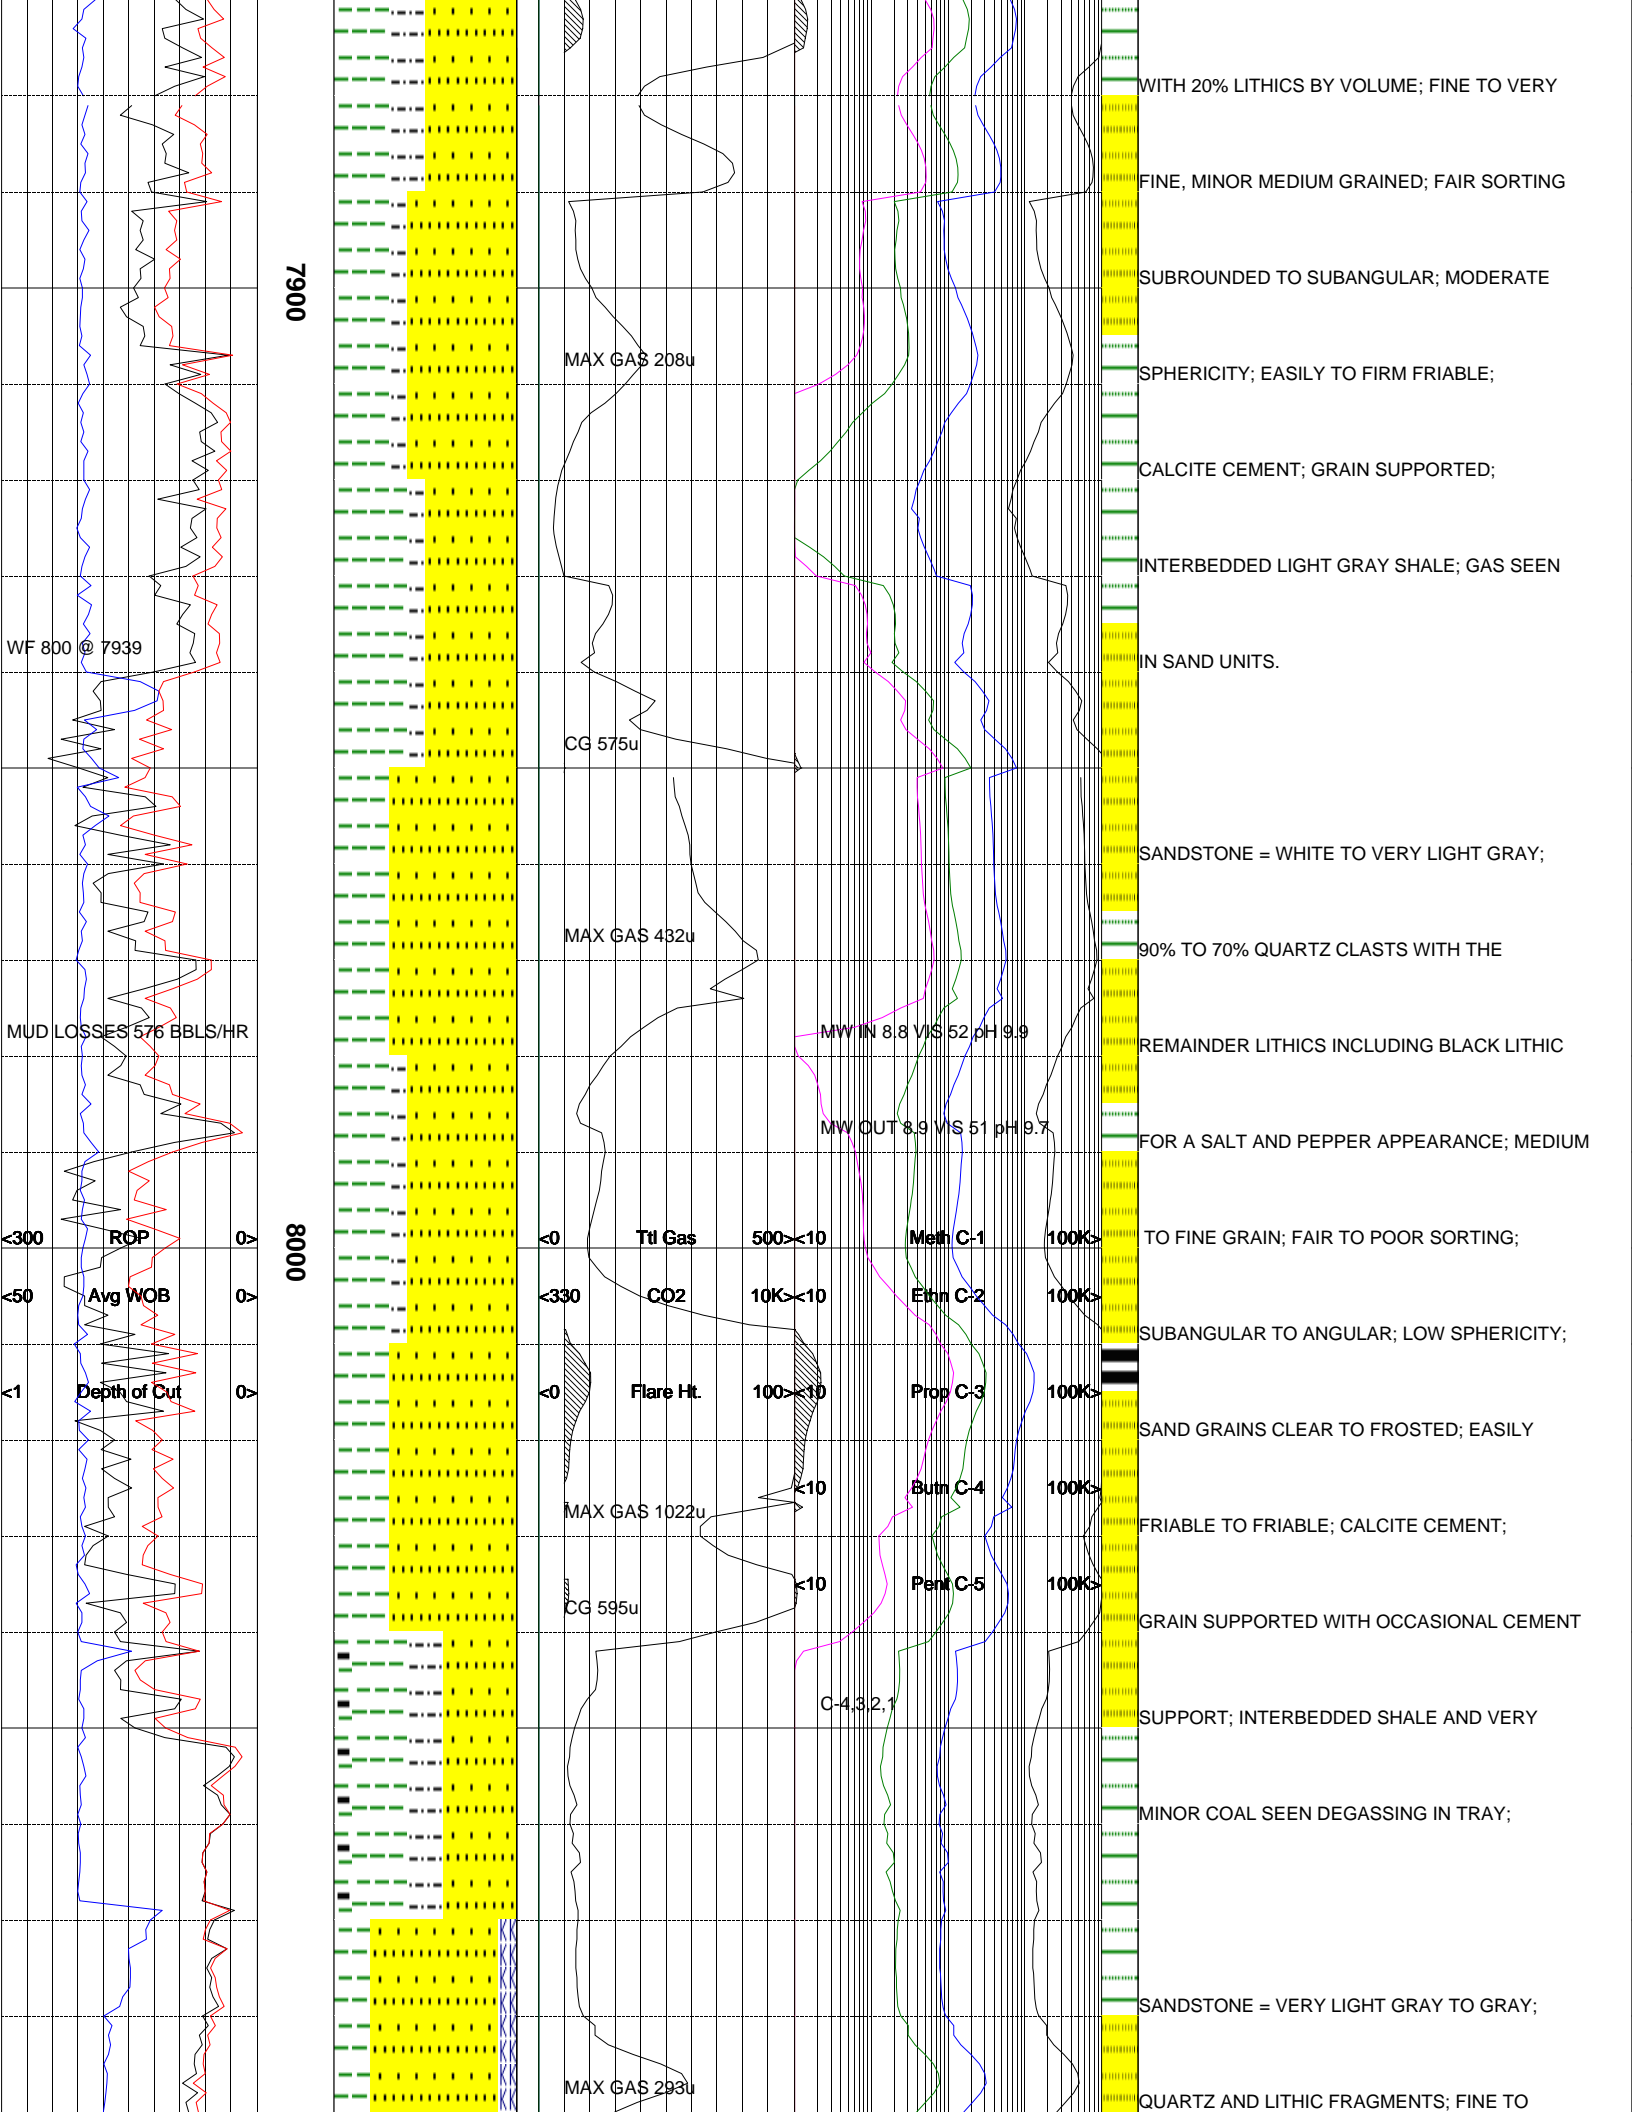 WITH 20% LITHICS BY VOLUME; FINE TO VERY
FINE, MINOR MEDIUM GRAINED; FAIR SORTING
7900
SUBROUNDED TO SUBANGULAR; MODERATE
MAX GAS 208u
SPHERICITY; EASILY TO FIRM FRIABLE;
CALCITE CEMENT; GRAIN SUPPORTED;
INTERBEDDED LIGHT GRAY SHALE; GAS SEEN
WF 800 @ 7939
IN SAND UNITS.
CG 575u
SANDSTONE = WHITE TO VERY LIGHT GRAY;
MAX GAS 432u
90% TO 70% QUARTZ CLASTS WITH THE
MUD LOSSES 576 BBLS/HR
MW IN 8.8 VIS 52 pH 9.9
REMAINDER LITHICS INCLUDING BLACK LITHIC
MW OUT 8.9 VIS 51 pH 9.7
FOR A SALT AND PEPPER APPEARANCE; MEDIUM
8000
<300 ROP 0>
<0 Ttl Gas 500>
<10 Meth C-1 100K>
TO FINE GRAIN; FAIR TO POOR SORTING;
<50 Avg WOB 0>
<330 CO2 10K>
<10 Ethn C-2 100K>
SUBANGULAR TO ANGULAR; LOW SPHERICITY;
<1 Depth of Cut 0>
<0 Flare Ht. 100>
<10 Prop C-3 100K>
SAND GRAINS CLEAR TO FROSTED; EASILY
<10 Butn C-4 100K>
MAX GAS 1022u
FRIABLE TO FRIABLE; CALCITE CEMENT;
<10 Pent C-5 100K>
CG 595u
GRAIN SUPPORTED WITH OCCASIONAL CEMENT
C-4,3,2,1
SUPPORT; INTERBEDDED SHALE AND VERY
MINOR COAL SEEN DEGASSING IN TRAY;
SANDSTONE = VERY LIGHT GRAY TO GRAY;
MAX GAS 293u
QUARTZ AND LITHIC FRAGMENTS; FINE TO